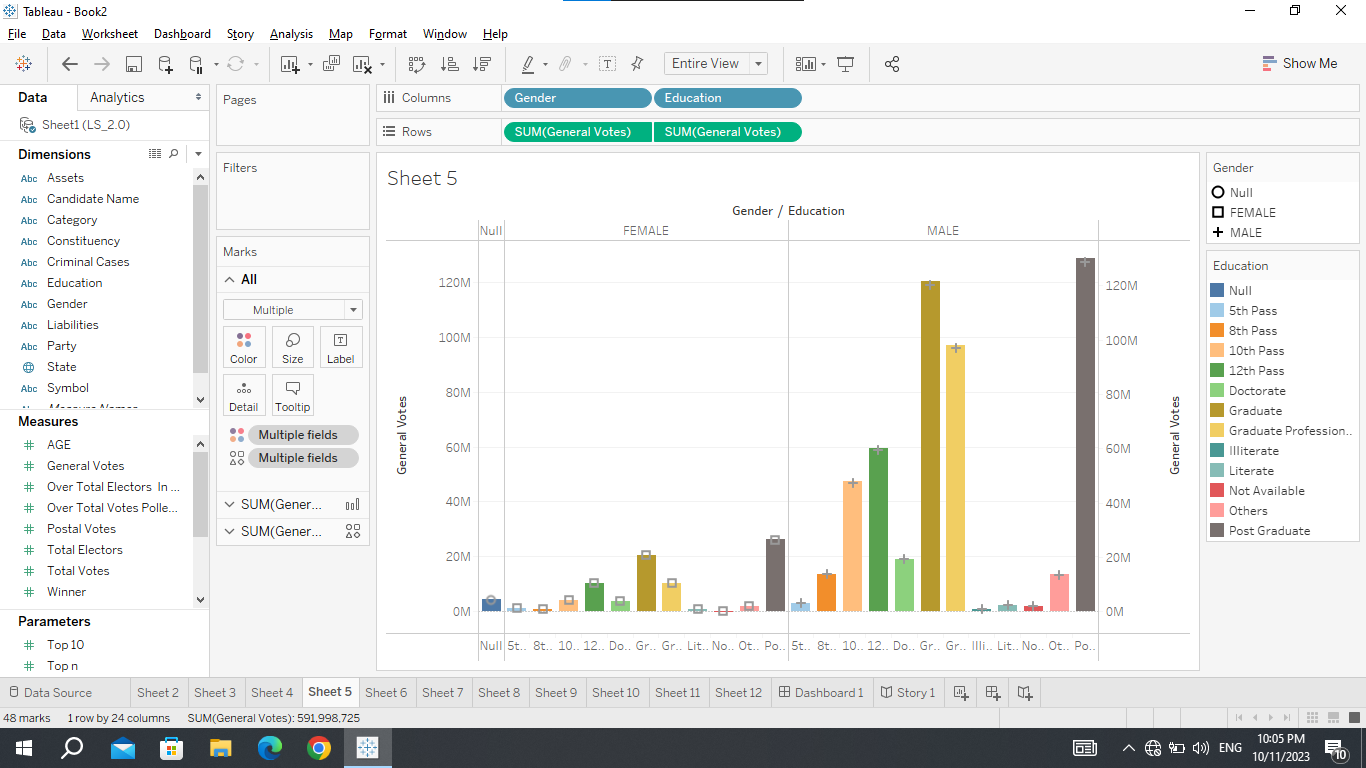 Tableau - Book2
File Data Worksheet Dashboard Story Analysis Map Format Window Help
Entire View
Show Me
Data
Analytics
Sheet1 (LS_2.0)
Dimensions
Abc Assets
Abc Candidate Name
Abc Category
Abc Constituency
Abc Criminal Cases
Abc Education
Abc Gender
Abc Liabilities
Abc Party
State
Abc Symbol
Measures
AGE
General Votes
Over Total Electors In ...
Over Total Votes Polle...
Postal Votes
Total Electors
Total Votes
Winner
Parameters
Top 10
Top n
Pages
Filters
Marks
All
Multiple
Color Size Label
Detail Tooltip
Multiple fields
Multiple fields
SUM(Gener...
SUM(Gener...
Columns Gender Education
Rows SUM(General Votes) SUM(General Votes)
Sheet 5
Gender / Education
Null FEMALE MALE
General Votes
120M
100M
80M
60M
40M
20M
0M
General Votes
120M
100M
80M
60M
40M
20M
0M
Null 5t.. 8t.. 10.. 12.. Do.. Gr.. Gr.. Lit.. No.. Ot.. Po.. 5t.. 8t.. 10.. 12.. Do.. Gr.. Gr.. Illi.. Lit.. No.. Ot.. Po..
Gender
Null
FEMALE
MALE
Education
Null
5th Pass
8th Pass
10th Pass
12th Pass
Doctorate
Graduate
Graduate Profession..
Illiterate
Literate
Not Available
Others
Post Graduate
Data Source Sheet 2 Sheet 3 Sheet 4 Sheet 5 Sheet 6 Sheet 7 Sheet 8 Sheet 9 Sheet 10 Sheet 11 Sheet 12 Dashboard 1 Story 1
48 marks 1 row by 24 columns SUM(General Votes): 591,998,725
ENG
10:05 PM
10/11/2023
10